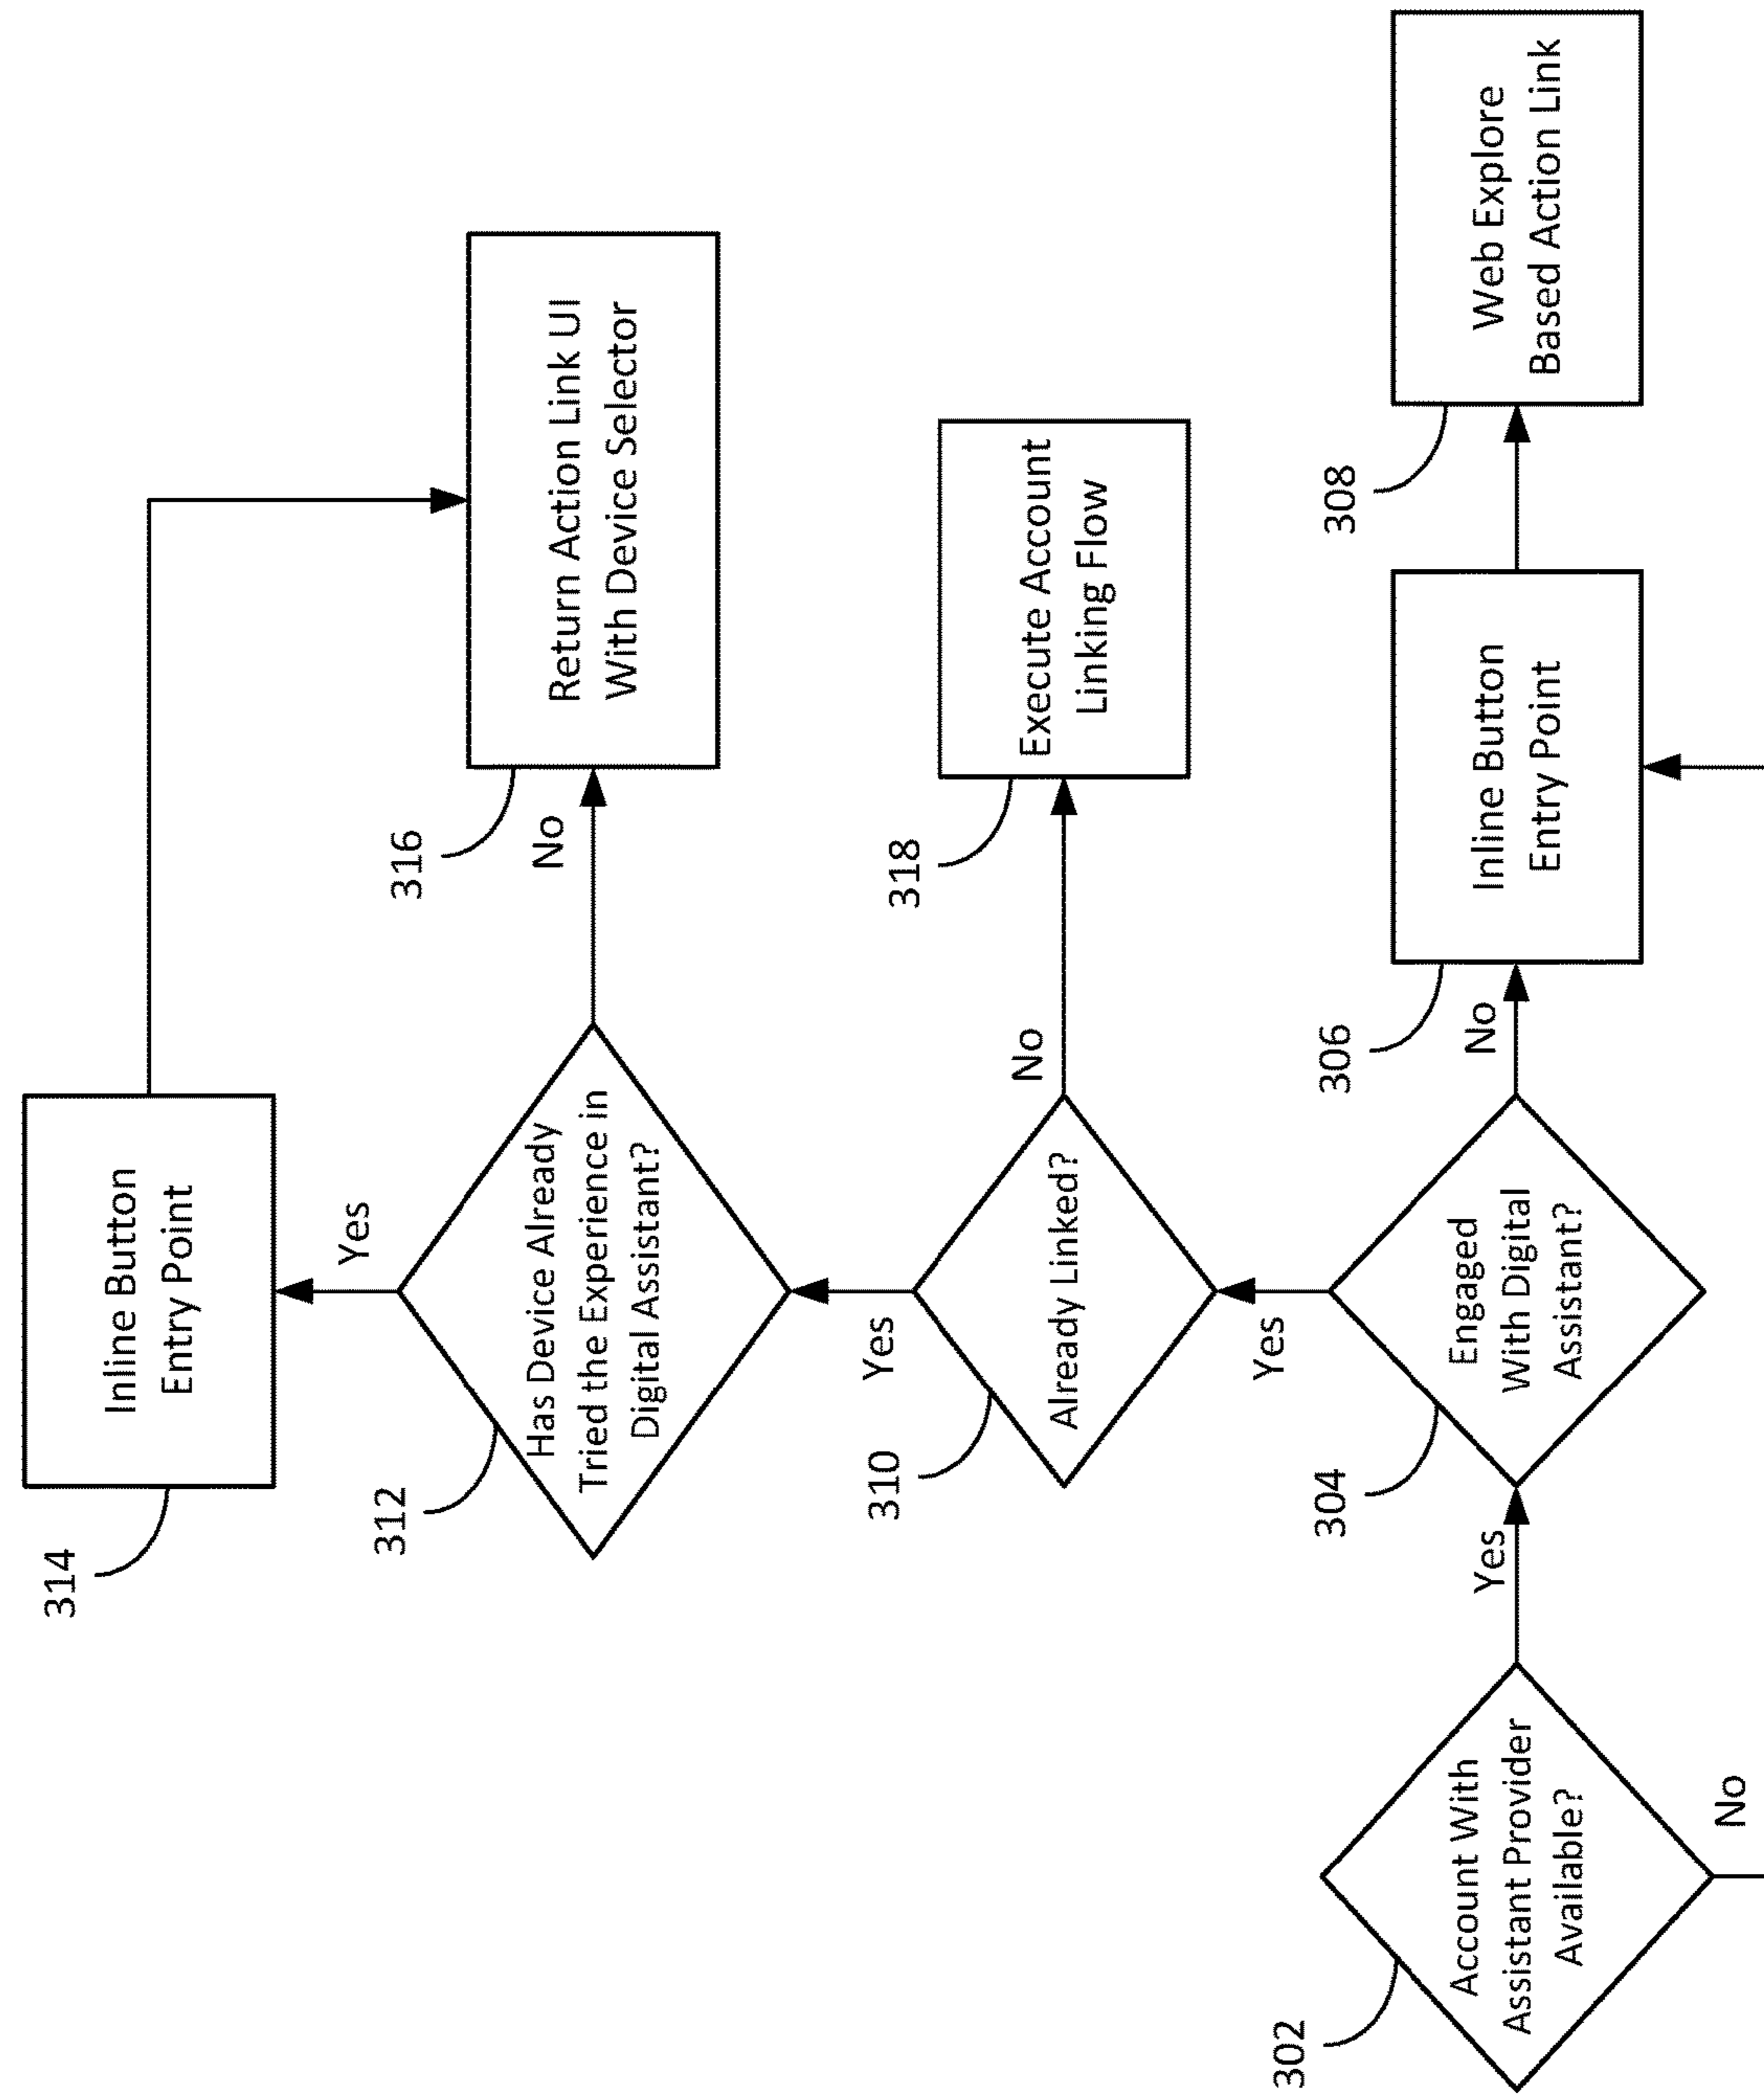 302
Account With
Assistant Provider
Available?
Yes
No
304
Engaged
With Digital
Assistant?
No
Yes
306
Inline Button
Entry Point
308
Web Explore
Based Action Link
310
Already Linked?
No
Yes
318
Execute Account
Linking Flow
312
Has Device Already
Tried the Experience in
Digital Assistant?
No
Yes
316
Return Action Link UI
With Device Selector
314
Inline Button
Entry Point